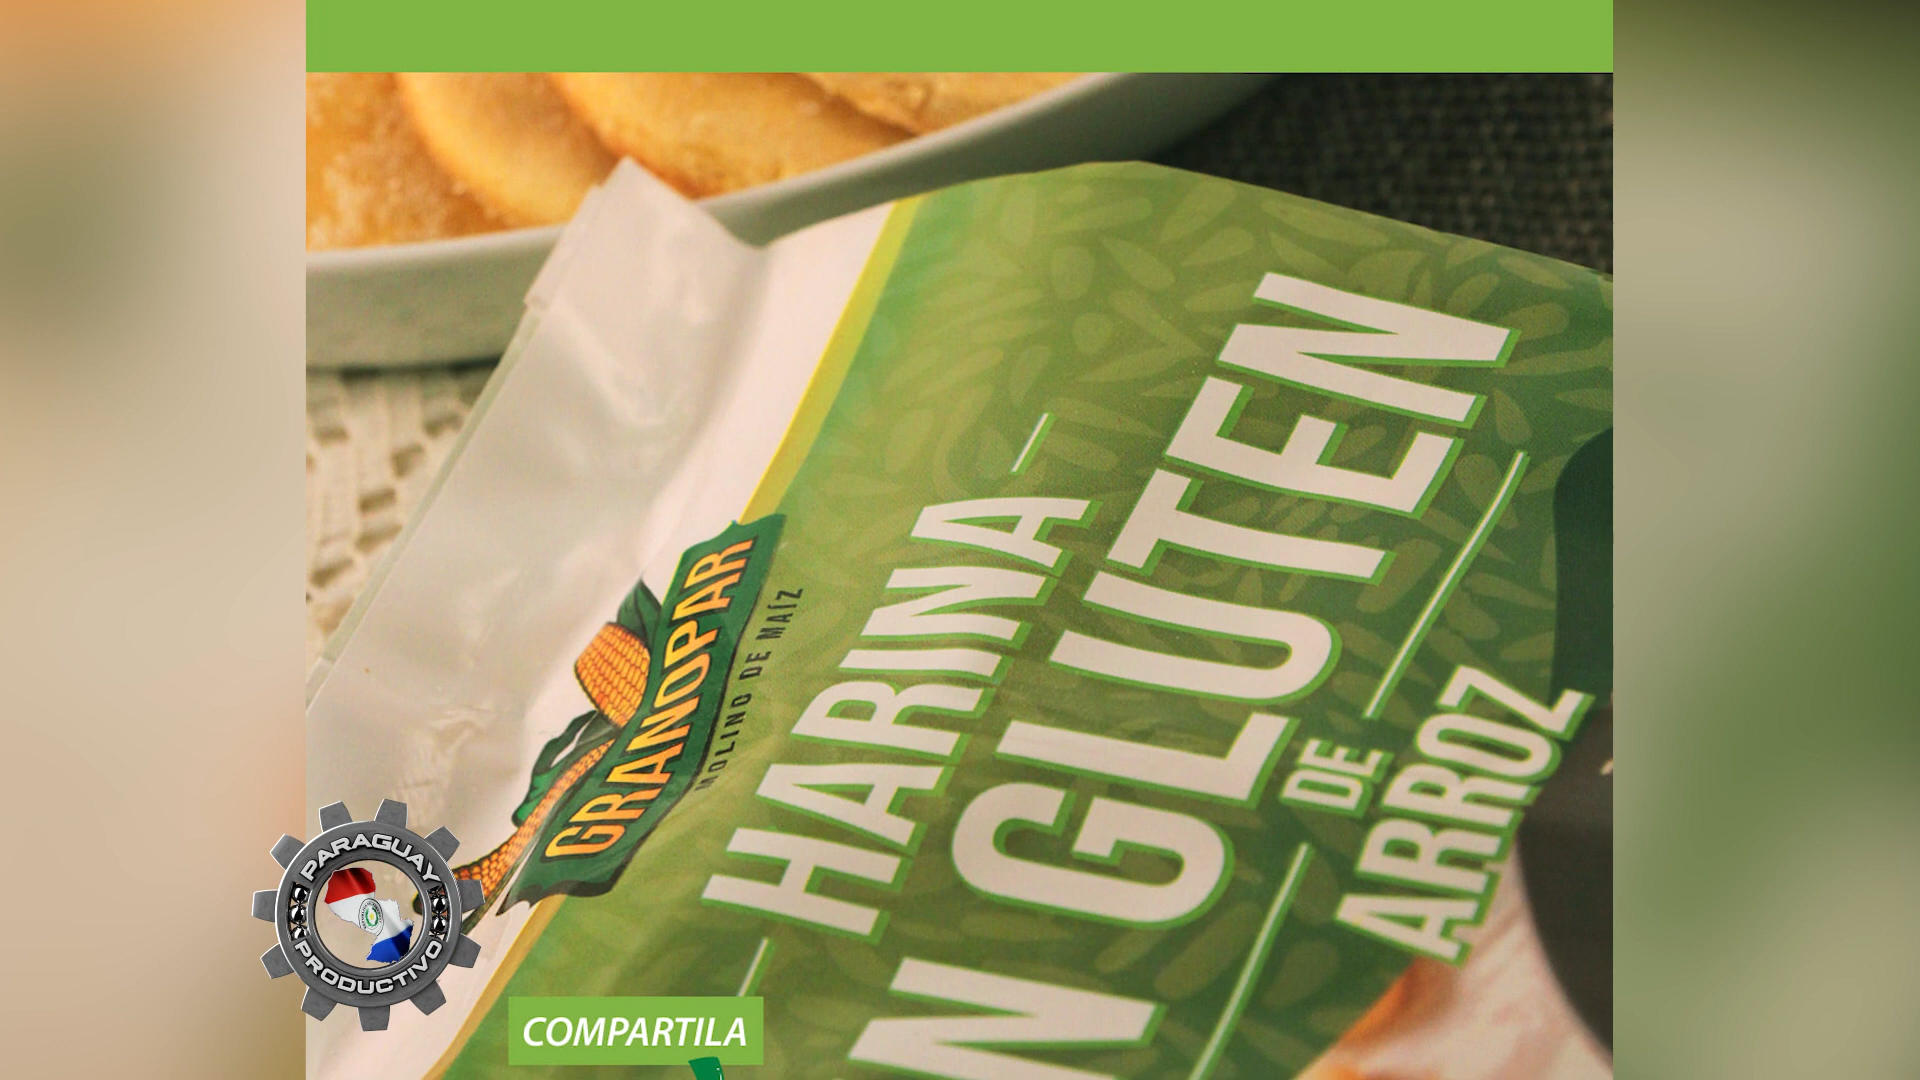 GRANOPAR
MOLINO DE MAÍZ
HARINA
N GLUTEN
DE
ARROZ
PARAGUAY
PRODUCTIVO
COMPARTILA